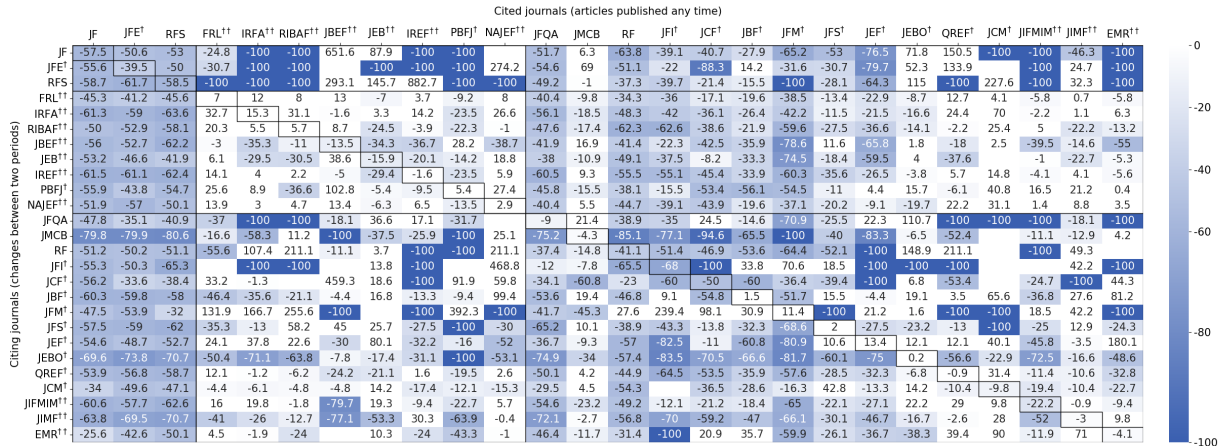 Cited journals (articles published any time)
JF JFE† RFS FRL†† IRFA†† RIBAF†† JBEF†† JEB†† IREF†† PBFJ† NAJEF†† JFQA JMCB RF JFI† JCF† JBF† JFM† JFS† JEF† JEBO† QREF† JCM† JIFMIM†† JIMF†† EMR††
Citing journals (changes between two periods)
JF -57.5 -50.6 -53 -24.8 -100 -100 651.6 87.9 -100 -100 -51.7 6.3 -63.8 -39.1 -40.7 -27.9 -65.2 -53 -76.5 71.8 150.5 -100 -100 -46.3 -100
JFE† -55.6 -39.5 -50 -30.7 -100 -100 -100 -100 274.2 -54.6 69 -51.1 -22 -88.3 14.2 -31.6 -30.7 -79.7 52.3 133.9 -100 24.7 -100
RFS -58.7 -61.7 -58.5 -100 -100 -100 293.1 145.7 882.7 -100 -100 -49.2 -1 -37.3 -39.7 -21.4 -15.5 -100 -28.1 -64.3 115 -100 227.6 -100 32.3 -100
FRL†† -45.3 -41.2 -45.6 7 12 8 13 -7 3.7 -9.2 8 -40.4 -9.8 -34.3 -36 -17.1 -19.6 -38.5 -13.4 -22.9 -8.7 12.7 4.1 -5.8 0.7 -5.8
IRFA†† -61.3 -59 -63.6 32.7 15.3 31.1 -1.6 3.3 14.2 -23.5 26.6 -56.1 -18.5 -48.3 -42 -36.1 -26.4 -42.2 -11.5 -21.5 -16.6 24.4 70 -2.2 1.1 6.3
RIBAF†† -50 -52.9 -58.1 20.3 5.5 5.7 8.7 -24.5 -3.9 -22.3 -1 -47.6 -17.4 -62.3 -62.6 -38.6 -21.9 -59.6 -27.5 -36.6 -14.1 -2.2 25.4 5 -22.2 -13.2
JBEF†† -56 -52.7 -62.2 -3 -35.3 -11 -13.5 -34.3 -36.7 28.2 -38.7 -41.9 16.9 -41.4 -22.3 -42.5 -35.7 -78.6 11.6 -65.8 1.8 -18 -39.5 -14.6 -55
JEB†† -53.2 -46.6 -41.9 6.1 -29.5 -30.5 38.6 -15.9 -20.1 -14.2 18.8 -38 -10.9 -49.1 -37.5 -8.2 -33.3 -74.5 -18.4 -59.5 4 -37.6 -1 -22.7 -5.3
IREF†† -61.5 -61.1 -62.4 14.1 4 2.2 -5 -29.4 -1.6 -23.5 5.9 -60.5 9.3 -55.5 -51.1 -45.4 -33.9 -60.3 -35.6 -26.5 -3.8 5.7 14.8 -4.1 4.1 -5.6
PBFJ† -55.9 -43.8 -54.7 25.6 8.9 -36.6 102.8 -5.4 -9.5 5.4 27.4 -45.9 1.2 -38.1 -15.5 -53.4 -56.1 -55.3 -11 4.4 15.7 -6.1 40.8 16.5 21.2 0.4
NAJEF†† -51.9 -57 -50.1 13.9 3 4.7 13.4 -6.3 6.5 -13.5 2.9 -40.4 5.5 -44.7 -39.1 -43.9 -19.6 -37.1 -20.2 -9.1 -19.7 22.2 31.1 1.4 8.8 3.5
JFQA -47.8 -35.1 -40.9 -37 -100 -100 -18.1 36.6 17.1 -31.7 -9 21.4 -38.9 -35 24.5 -14.6 -70.9 -25.5 22.3 110.7 -100 -100 -100 -18.1 -100
JMCB -79.8 -79.9 -80.6 -16.6 -58.3 11.2 -100 -37.5 -25.9 -100 25.1 -75.2 -4.3 -85.1 -77.1 -94.6 -65.5 -100 -40 -83.3 -6.5 -52.4 -11.1 -12.9 4.2
RF -51.2 -50.2 -51.1 -55.6 107.4 211.1 -11.1 3.7 -100 -100 211.1 -37.4 -14.8 -41.1 -51.4 -46.9 -53.6 -64.4 -52.1 -100 148.9 211.1 -100 49.3
JFI† -55.3 -50.3 -65.3 -100 -100 13.8 -100 468.8 -12 -7.8 -65.5 -68 -100 33.8 70.6 18.5 -100 -100 -100 42.2 -100
JCF† -56.2 -33.6 -38.4 33.2 -1.3 459.3 18.6 -100 91.9 59.8 -34.1 -60.8 -23 -60 -50 -60 -36.4 -39.4 -100 6.8 -53.4 -24.7 -100 44.3
JBF† -60.3 -59.8 -58 -46.4 -35.6 -21.1 -4.4 16.8 -13.3 -9.4 99.4 -53.6 19.4 -46.8 9.1 -54.8 1.5 -51.7 15.5 -4.4 19.1 3.5 65.6 -36.8 27.6 81.2
JFM† -47.5 -53.9 -32 131.9 166.7 255.6 -100 -100 -100 392.3 -100 -41.7 -45.3 27.6 239.4 98.1 30.9 11.4 -100 21.2 1.6 -100 18.5 42.2 -100
JFS† -57.5 -59 -62 -35.3 -13 58.2 45 25.7 -27.5 -100 -30 -65.2 10.1 -38.9 -43.3 -13.8 -32.3 -68.6 2 -27.5 -23.2 -13 -100 -25 12.9 -24.3
JEF† -54.6 -48.7 -52.7 24.1 37.8 22.6 -30 80.1 -32.2 -16 -52 -36.7 -9.3 -57 -82.5 -11 -60.8 -80.9 10.6 13.4 12.1 12.1 40.1 -45.8 -3.5 180.1
JEBO† -69.6 -73.8 -70.7 -50.4 -71.1 -63.8 -7.8 -17.4 -31.1 -100 -53.1 -74.9 -34 -57.4 -83.5 -70.5 -66.6 -81.7 -60.1 -75 0.2 -56.6 -22.9 -72.5 -16.6 -48.6
QREF† -53.9 -56.8 -58.7 12.1 -1.2 -6.2 -24.2 -21.1 1.6 -19.5 2.6 -50.1 4.2 -44.9 -64.5 -53.5 -35.9 -57.6 -28.5 -32.3 -6.8 -0.9 31.4 -11.4 -10.6 -32.8
JCM† -34 -49.6 -47.1 -4.4 -6.1 -4.8 -4.8 14.2 -17.4 -12.1 -15.3 -29.5 4.5 -54.3 -14.2 -16.3 -54.9 42.8 -13.3 14.2 -10.4 -9.8 -19.4 -10.4 -22.7
JIFMIM†† -60.6 -57.7 -62.6 16 19.8 -1.8 -79.7 19.3 -9.4 -22.7 5.7 -54.6 -23.2 -49.2 -12.1 -21.2 -18.4 -65 -22.1 -27.1 22.2 29 9.8 -22.2 -2.9 -24.9
JIMF†† -63.8 -69.5 -70.7 -41 -26 -12.7 -77.1 -53.3 30.3 -63.9 -0.4 -72.1 -2.7 -56.8 -70 -59.2 -47 -66.1 -30.1 -46.7 -16.7 -2.6 28 -52 -3 9.8
EMR†† -25.6 -42.6 -50.1 4.5 -1.9 -24 10.3 -24 -43.3 -1 -46.4 -11.7 -31.4 -100 20.9 35.7 -59.9 -26.1 -36.7 -38.3 39.4 90 -11.9 71 -4.1
0
-20
-40
-60
-80
-100